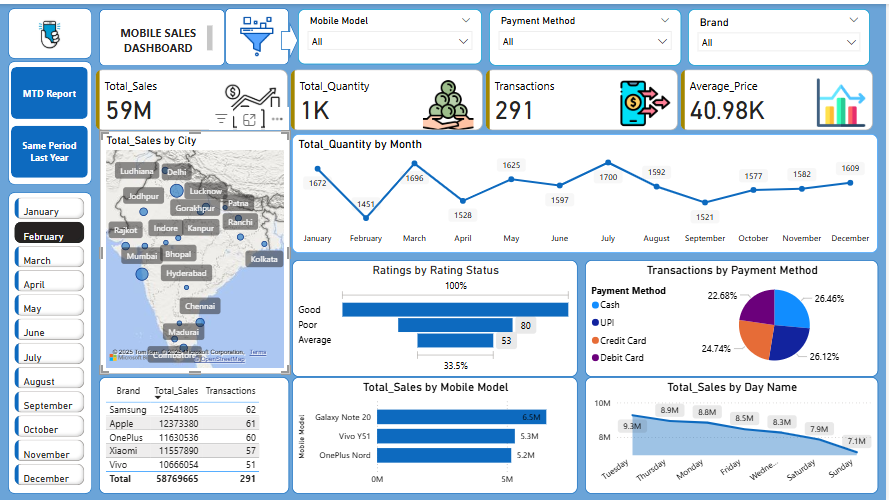 MOBILE SALES
DASHBOARD
Mobile Model
All
Payment Method
All
Brand
All
MTD Report
Same Period
Last Year
January
February
March
April
May
June
July
August
September
October
November
December
Total_Sales
59M
Total_Quantity
1K
Transactions
291
Average_Price
40.98K
Total_Sales by City
Ludhiana
Delhi
Jodhpur
Lucknow
Gorakhpur
Patna
Rajkot
Indore
Kanpur
Ranchi
Mumbai
Bhopal
Kolkata
Hyderabad
Chennai
Madurai
© 2025 TomTom
Microsoft Corporation,
Terms
OpenStreetMap
Total_Quantity by Month
1672
1451
1696
1528
1625
1597
1700
1592
1521
1577
1582
1609
January
February
March
April
May
June
July
August
September
October
November
December
Ratings by Rating Status
100%
Good
Poor
80
Average
53
33.5%
Transactions by Payment Method
Payment Method
Cash
UPI
Credit Card
Debit Card
22.68%
26.46%
24.74%
26.12%
Brand Total_Sales Transactions
Samsung 12541805 62
Apple 12373380 61
OnePlus 11630536 60
Xiaomi 11557890 57
Vivo 10666054 51
Total 58769665 291
Total_Sales by Mobile Model
Mobile Model
Galaxy Note 20
6.5M
Vivo Y51
5.3M
OnePlus Nord
5.2M
0M
5M
Total_Sales by Day Name
10M
8M
9.3M
8.9M
8.8M
8.5M
8.3M
7.9M
7.1M
Tuesday
Thursday
Monday
Friday
Wedne...
Saturday
Sunday